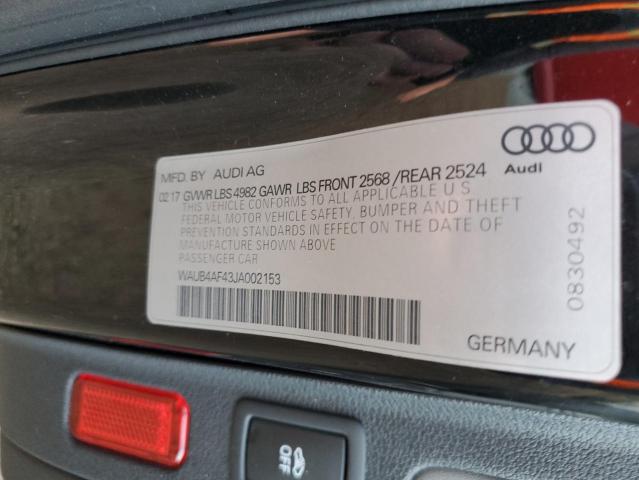 MFD. BY AUDI AG
02 17 GVWR LBS 4982 GAWR LBS FRONT 2568 /REAR 2524
THIS VEHICLE CONFORMS TO ALL APPLICABLE U S
FEDERAL MOTOR VEHICLE SAFETY, BUMPER AND THEFT
PREVENTION STANDARDS IN EFFECT ON THE DATE OF
MANUFACTURE SHOWN ABOVE
PASSENGER CAR
WAUB4AF43JA002153
Audi
0830492
GERMANY
OFF